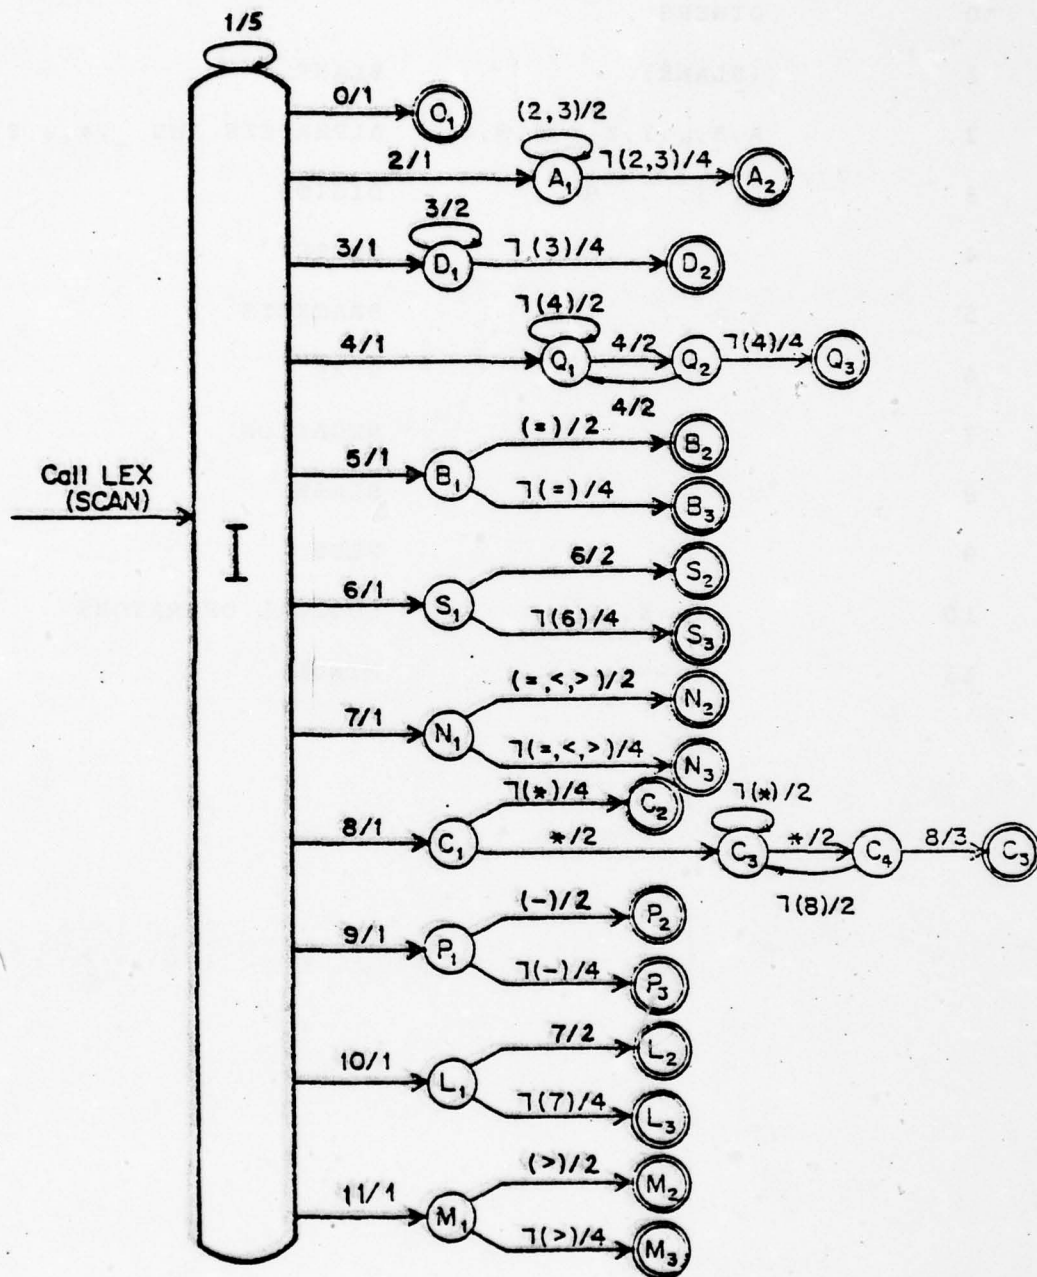 1/5
0/1 O₁
(2,3)/2
2/1 A₁ ㄱ(2,3)/4 A₂
3/2
3/1 D₁ ㄱ(3)/4 D₂
ㄱ(4)/2
4/1 Q₁ 4/2 Q₂ ㄱ(4)/4 Q₃
4/2
(=)/2 B₂
5/1 B₁
ㄱ(=)/4 B₃
Call LEX
(SCAN)
I
6/2 S₂
6/1 S₁
ㄱ(6)/4 S₃
(=,<,>)/2 N₂
7/1 N₁
ㄱ(=,<,>)/4 N₃
ㄱ(*)/4 C₂
ㄱ(*)/2
8/1 C₁ */2 C₃ */2 C₄ 8/3 C₃
ㄱ(8)/2
(-)/2 P₂
9/1 P₁
ㄱ(-)/4 P₃
7/2 L₂
10/1 L₁
ㄱ(7)/4 L₃
(>)/2 M₂
11/1 M₁
ㄱ(>)/4 M₃